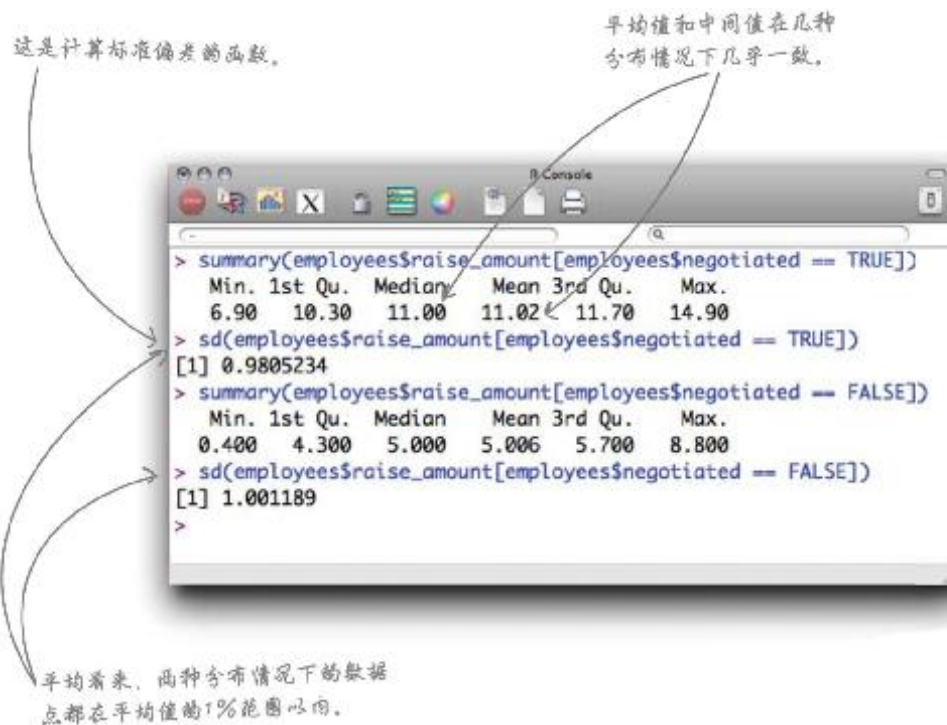 这是计算标准偏差的函数。
平均值和中间值在几种
分布情况下几乎一致。
R Console
> summary(employees$raise_amount[employees$negotiated == TRUE])
Min. 1st Qu. Median Mean 3rd Qu. Max.
6.90 10.30 11.00 11.02 11.70 14.90
> sd(employees$raise_amount[employees$negotiated == TRUE])
[1] 0.9805234
> summary(employees$raise_amount[employees$negotiated == FALSE])
Min. 1st Qu. Median Mean 3rd Qu. Max.
0.400 4.300 5.000 5.006 5.700 8.800
> sd(employees$raise_amount[employees$negotiated == FALSE])
[1] 1.001189
>
平均看来，两种分布情况下的数据
点都在平均值的1%范围以内。